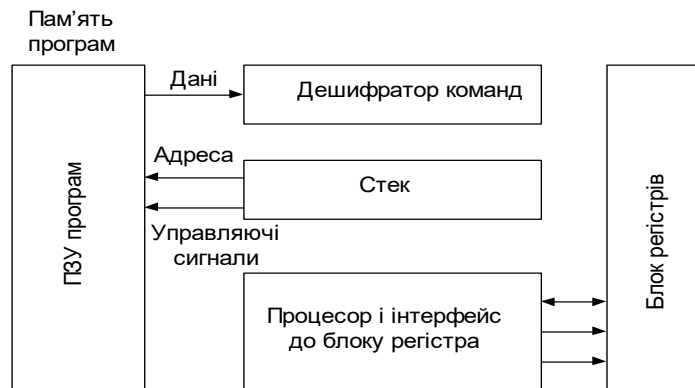 Пам’ять
програм
Дані
Дешифратор команд
Адреса
Стек
Управляючі
сигнали
ПЗУ програм
Процесор і інтерфейс
до блоку регістра
Блок регістрів